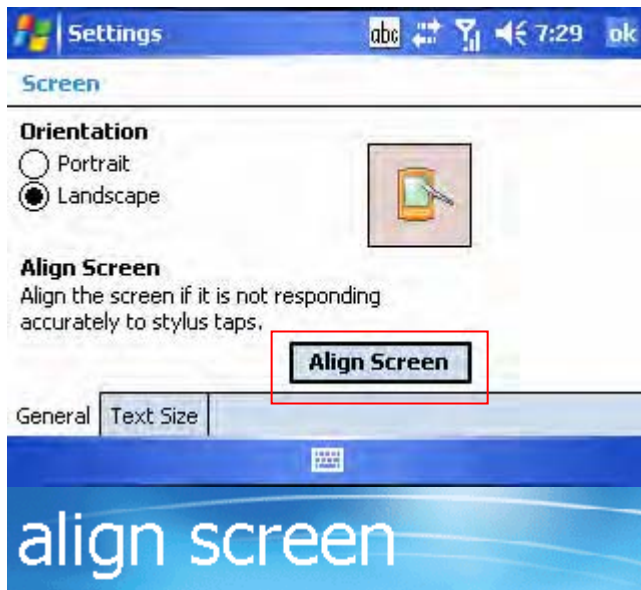 Settings abc 7:29 ok
Screen
Orientation
Portrait
Landscape
Align Screen
Align the screen if it is not responding
accurately to stylus taps.
Align Screen
General Text Size
align screen